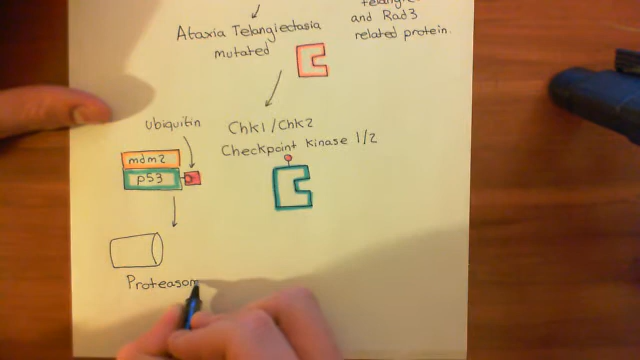 Ataxia Telangiectasia
mutated
and Rad3
related protein.
Ubiquitin
Chk1/Chk2
Checkpoint kinase 1/2
mdm2
p53
Proteasom